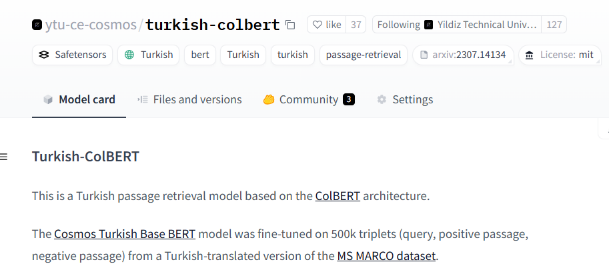 ytu-ce-cosmos/turkish-colbert like 37 Following Yildiz Technical Univ... 127
Safetensors Turkish bert Turkish turkish passage-retrieval arxiv:2307.14134 License: mit
Model card Files and versions Community 3 Settings
Turkish-ColBERT
This is a Turkish passage retrieval model based on the ColBERT architecture.
The Cosmos Turkish Base BERT model was fine-tuned on 500k triplets (query, positive passage,
negative passage) from a Turkish-translated version of the MS MARCO dataset.